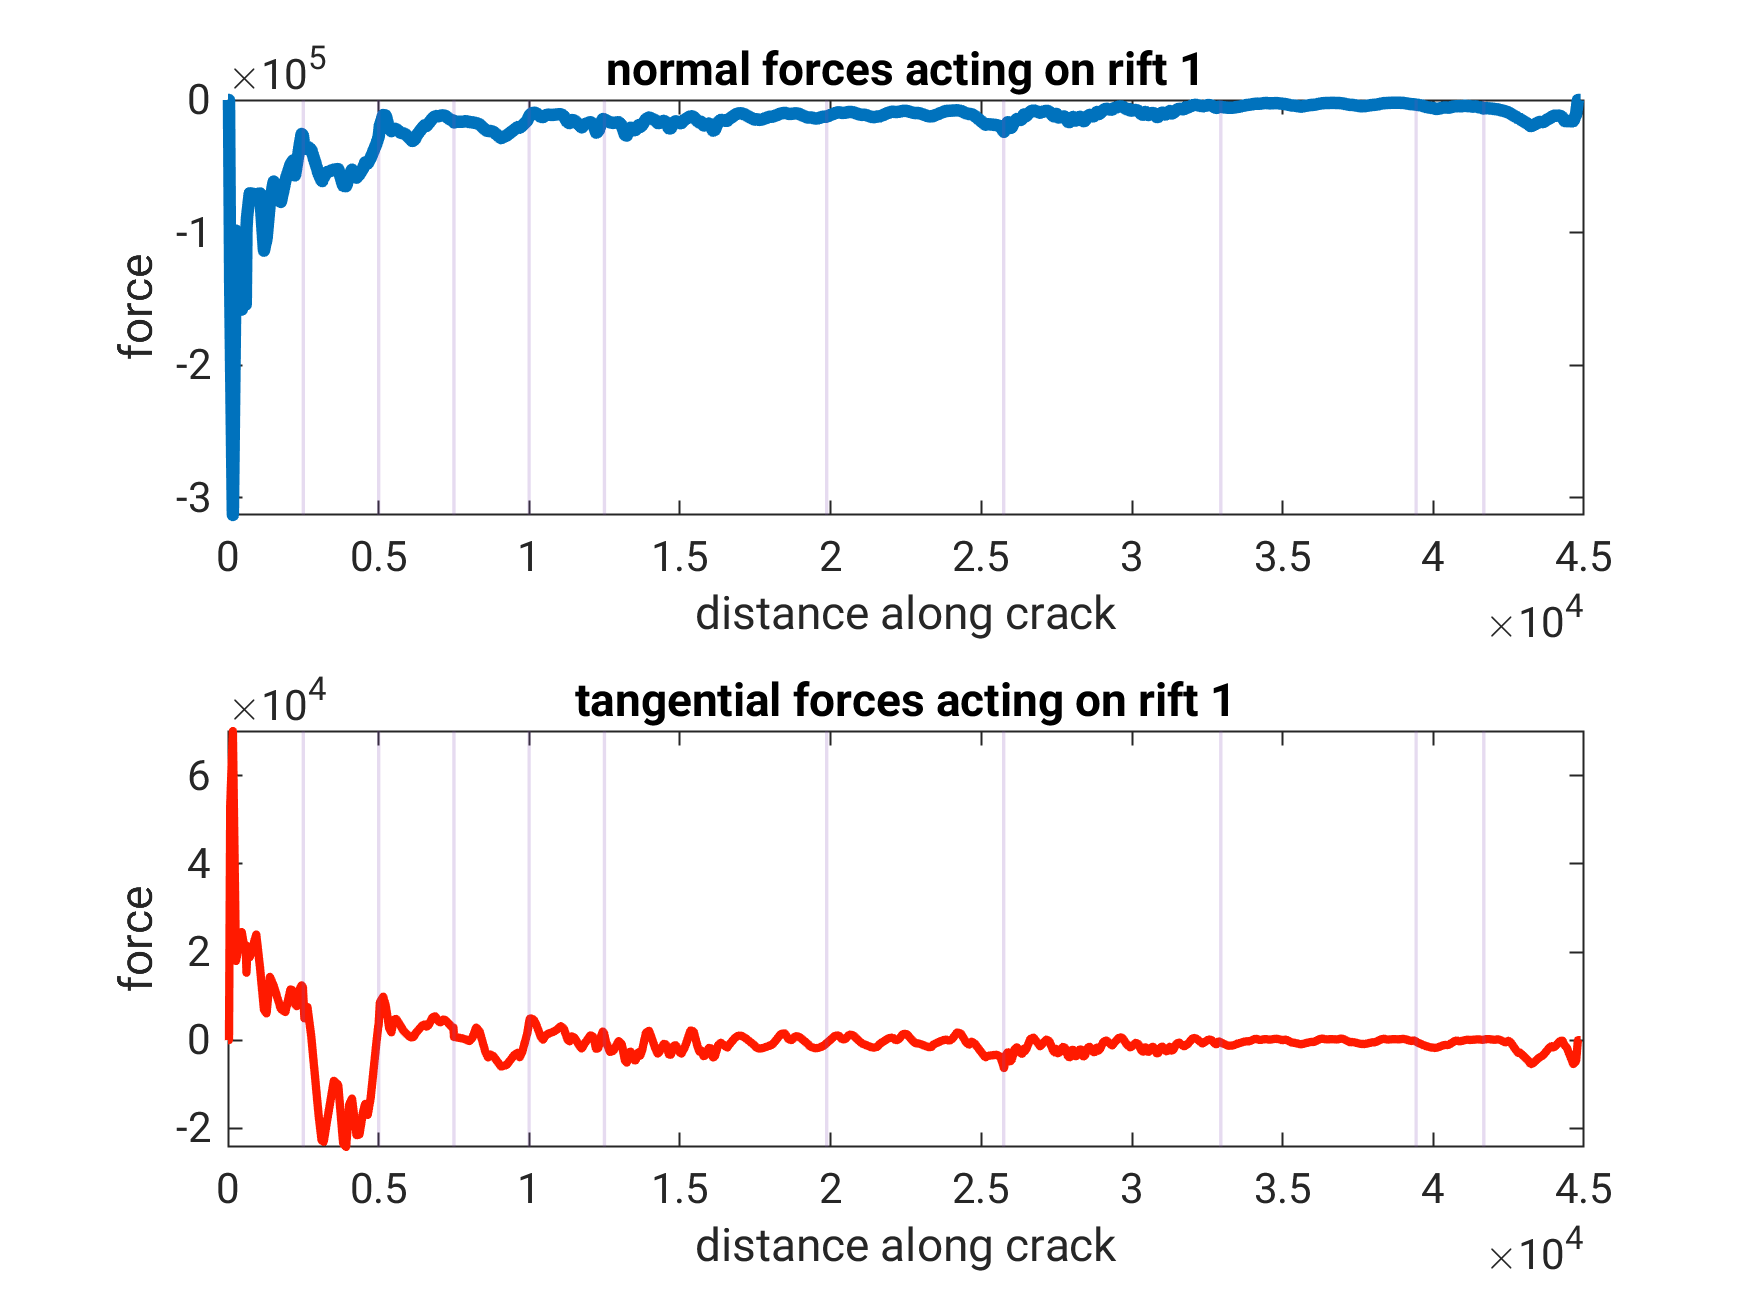 ×10^5
normal forces acting on rift 1
0
-1
-2
-3
force
0 0.5 1 1.5 2 2.5 3 3.5 4 4.5
distance along crack
×10^4
×10^4
tangential forces acting on rift 1
6
4
2
0
-2
force
0 0.5 1 1.5 2 2.5 3 3.5 4 4.5
distance along crack
×10^4